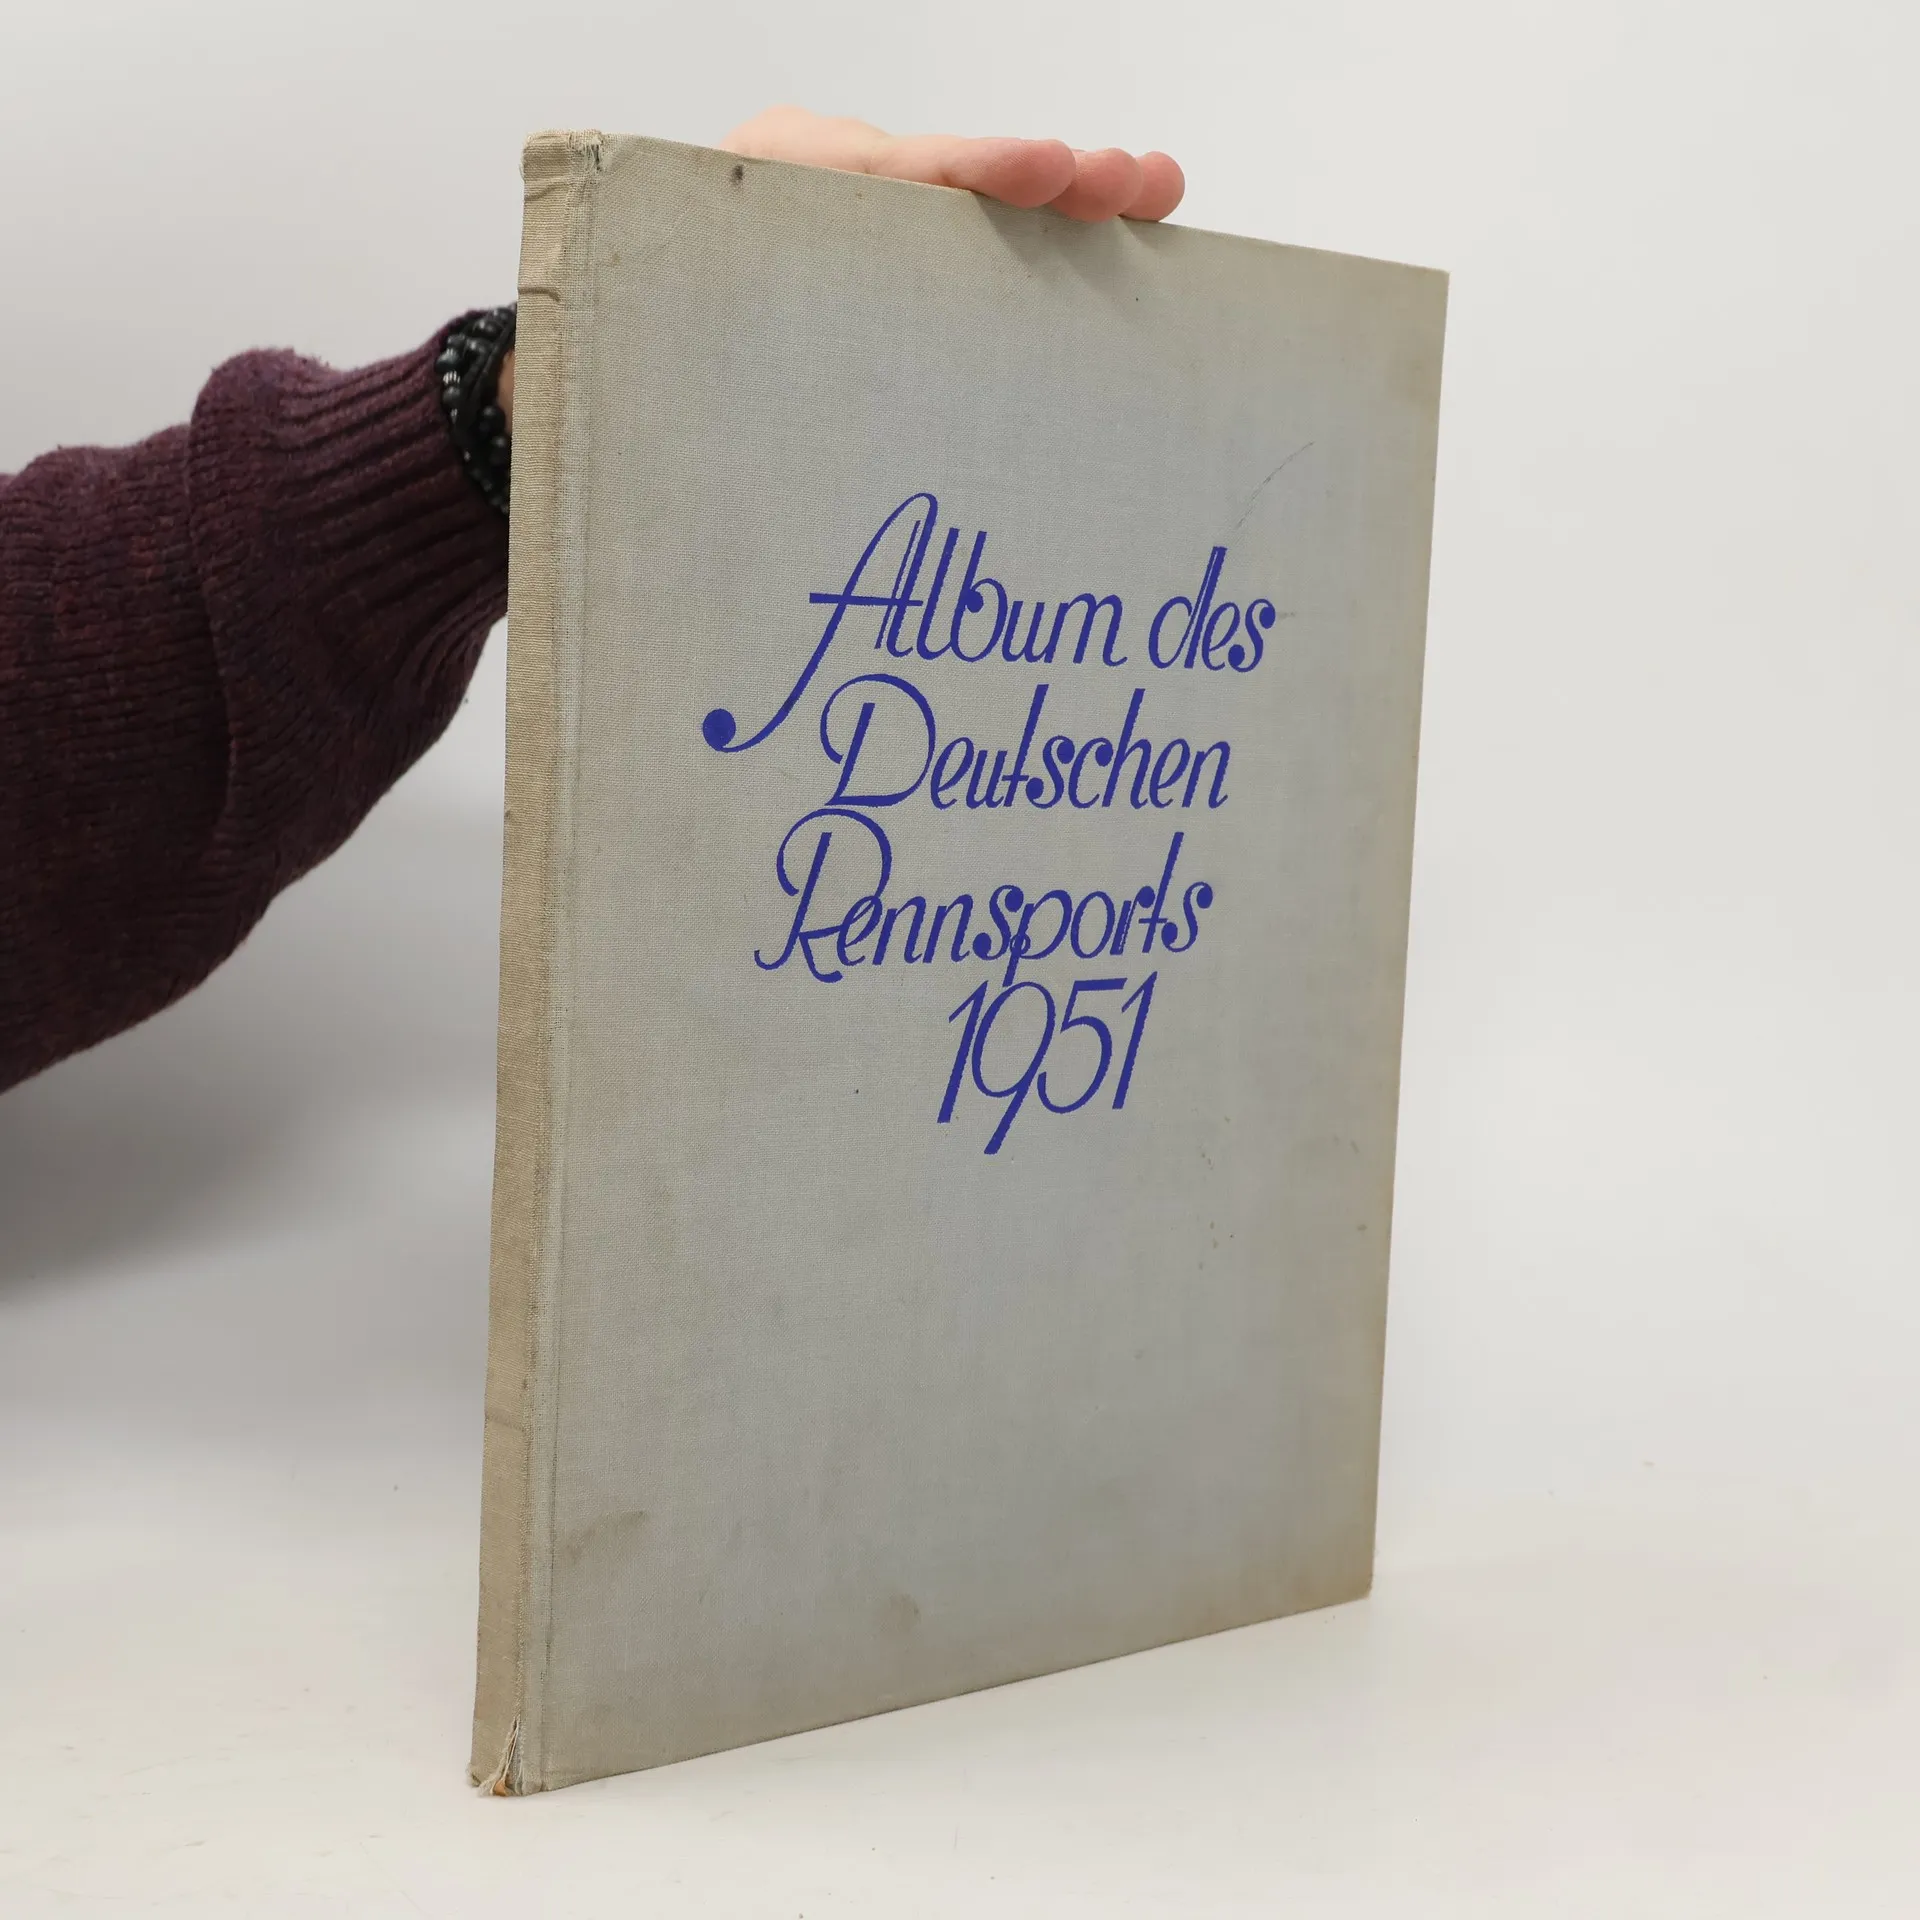 Album des
Deutschen
Rennsports
1951